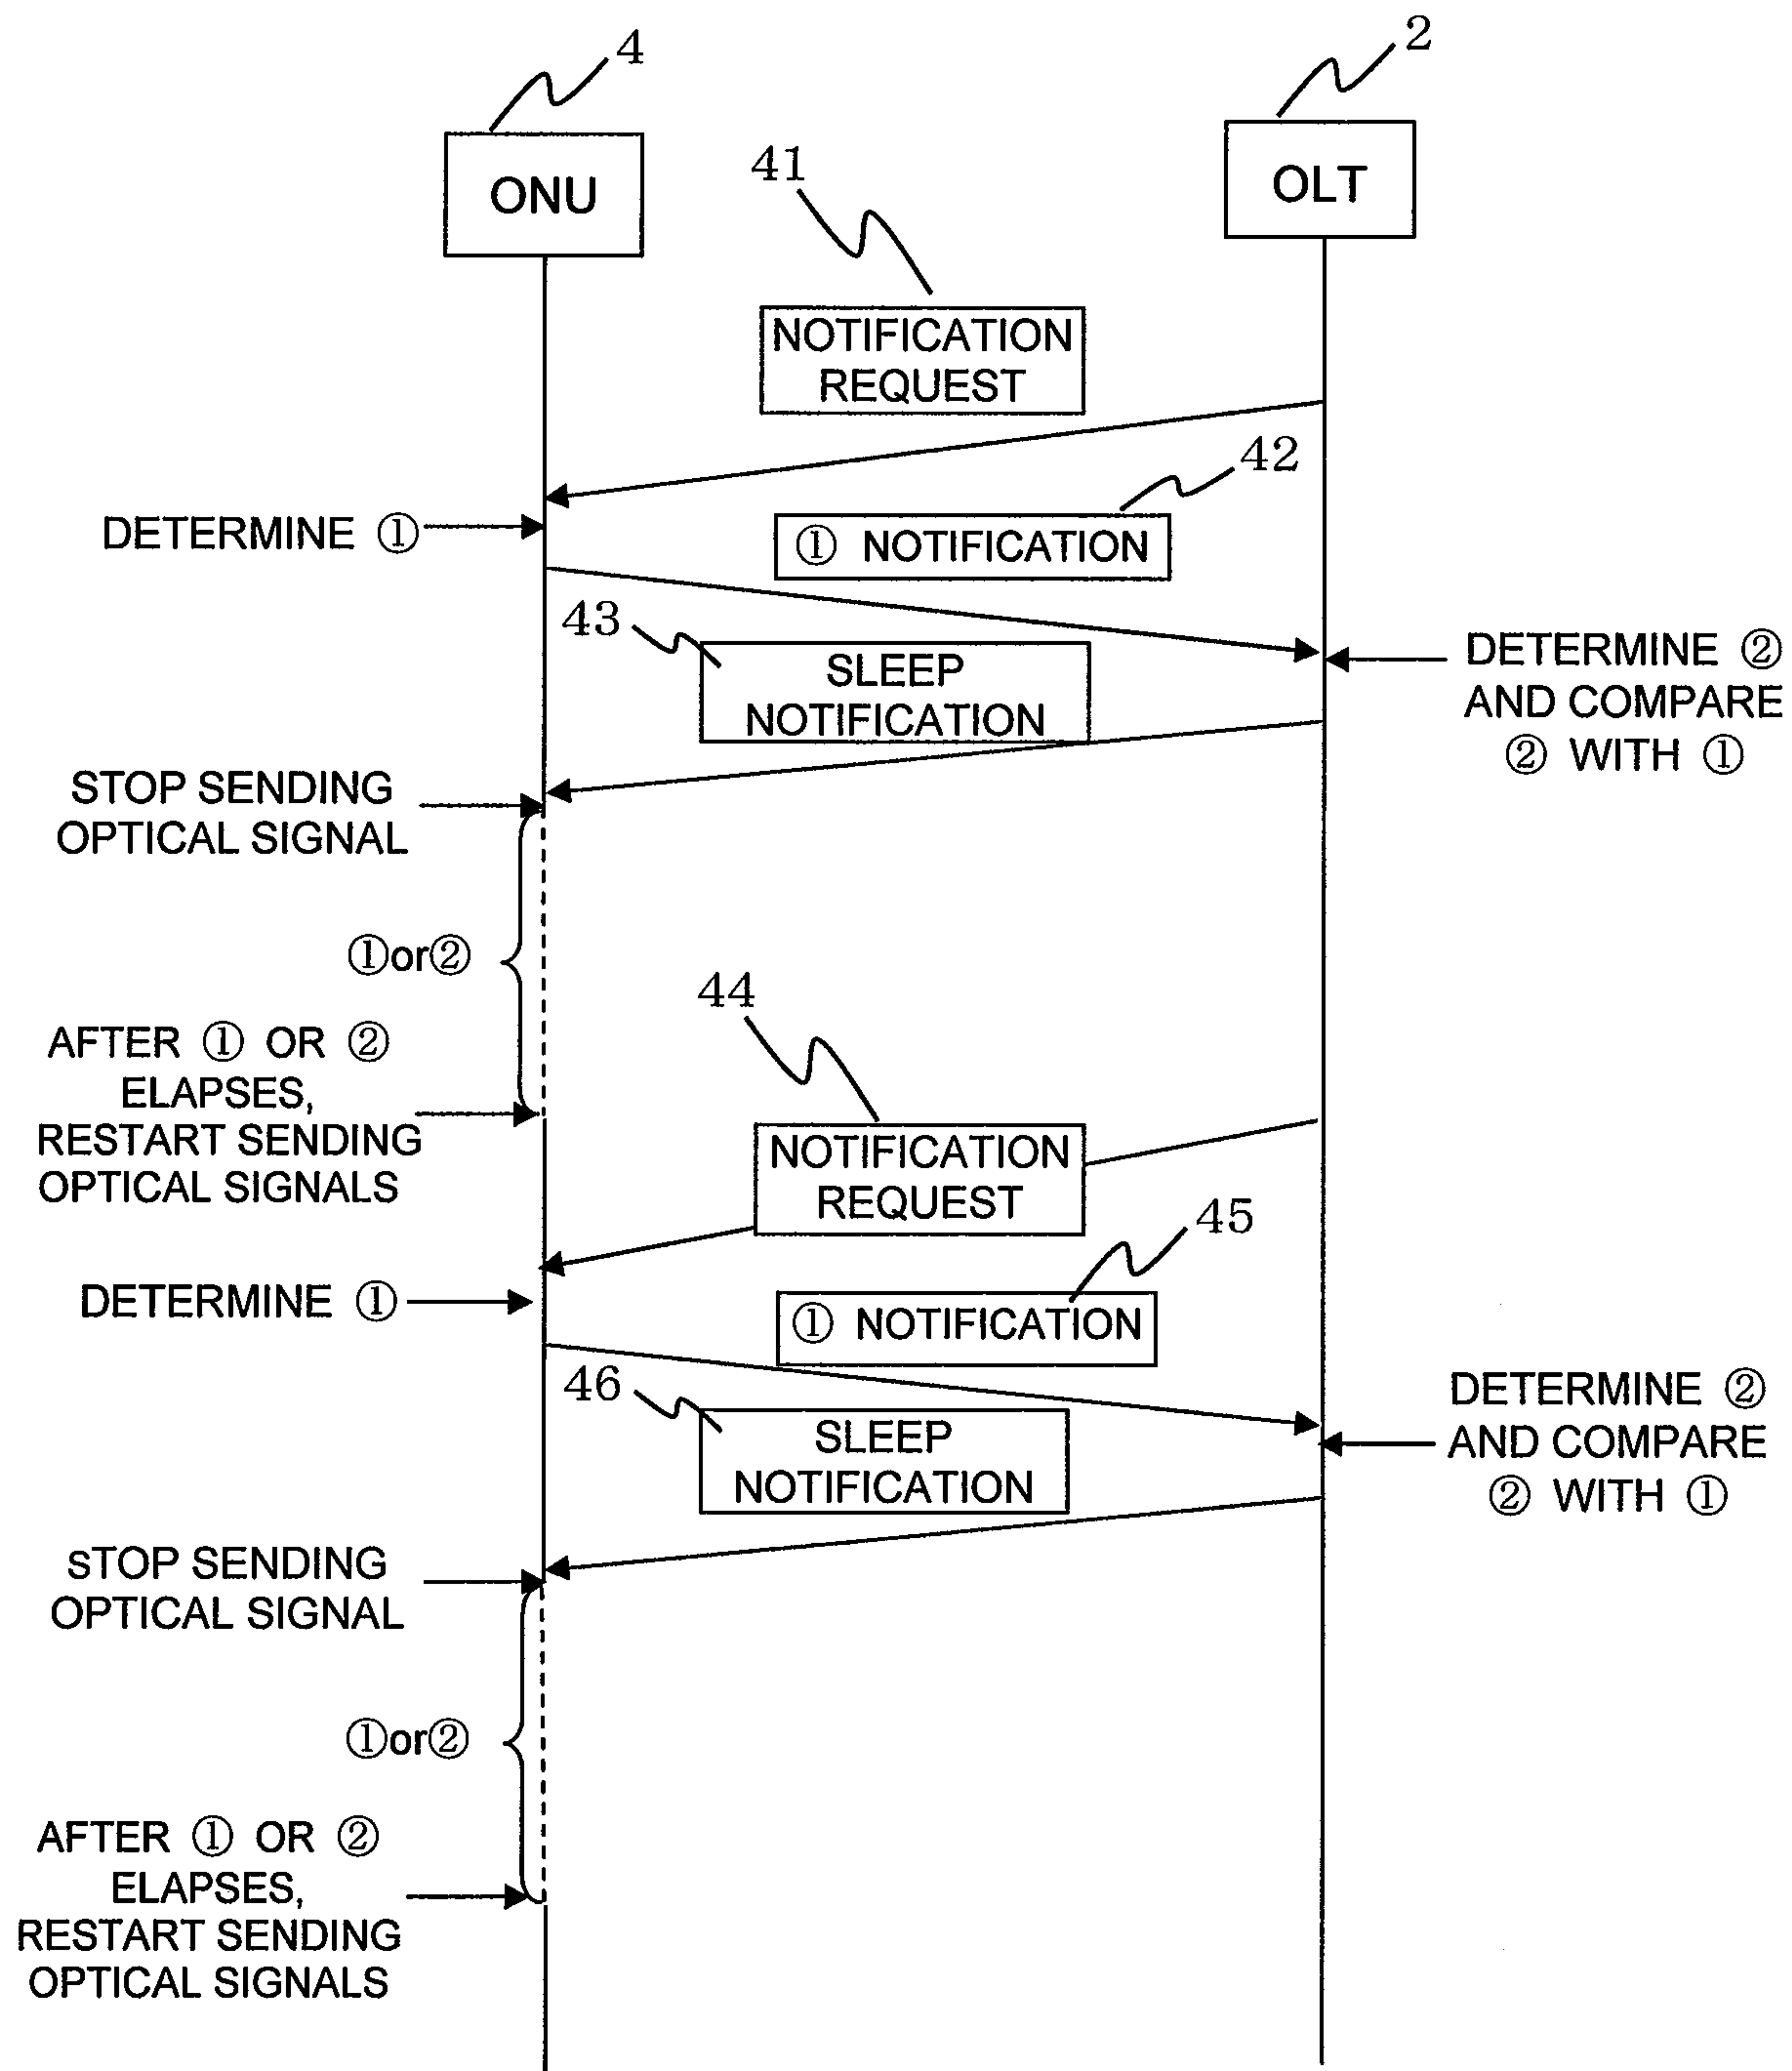 4
2
ONU
OLT
41
NOTIFICATION
REQUEST
42
DETERMINE ①
① NOTIFICATION
43
SLEEP
NOTIFICATION
DETERMINE ②
AND COMPARE
② WITH ①
STOP SENDING
OPTICAL SIGNAL
①or②
44
AFTER ① OR ②
ELAPSES,
RESTART SENDING
OPTICAL SIGNALS
NOTIFICATION
REQUEST
45
DETERMINE ①
① NOTIFICATION
46
SLEEP
NOTIFICATION
DETERMINE ②
AND COMPARE
② WITH ①
STOP SENDING
OPTICAL SIGNAL
①or②
AFTER ① OR ②
ELAPSES,
RESTART SENDING
OPTICAL SIGNALS